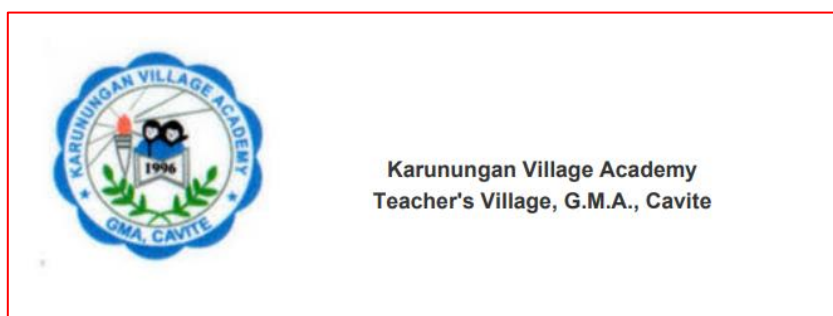 KARUNUNGAN VILLAGE ACADEMY
1996
GMA, CAVITE
Karunungan Village Academy
Teacher's Village, G.M.A., Cavite